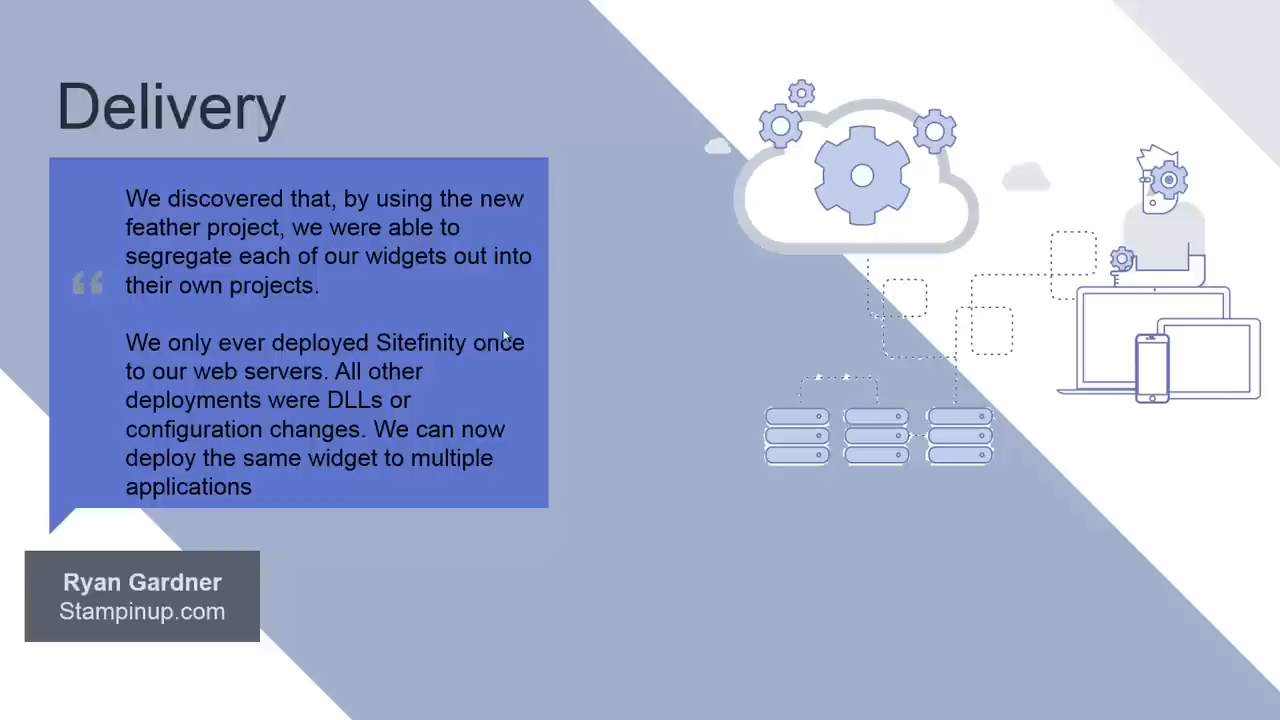 Delivery
We discovered that, by using the new
feather project, we were able to
segregate each of our widgets out into
their own projects.
“
We only ever deployed Sitefinity once
to our web servers. All other
deployments were DLLs or
configuration changes. We can now
deploy the same widget to multiple
applications
Ryan Gardner
Stampinup.com